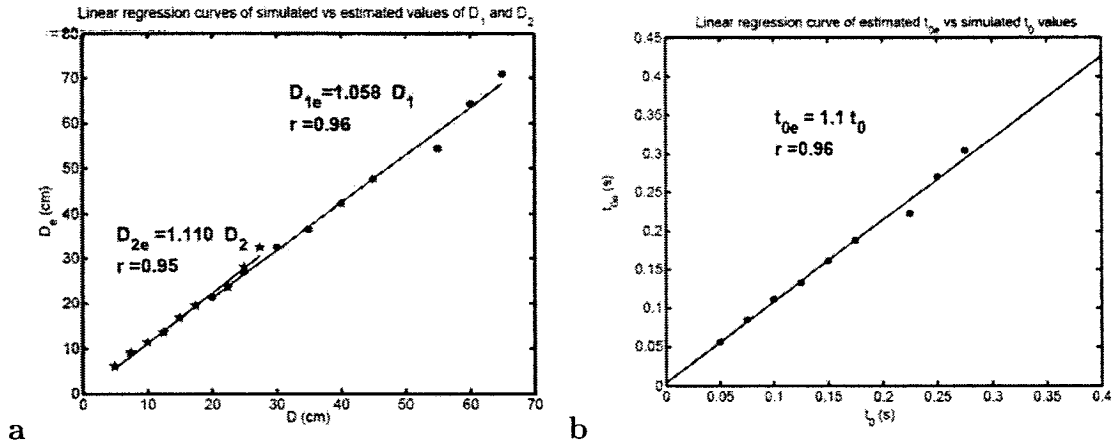 Linear regression curves of simulated vs estimated values of D1 and D2
80
70
60
50
40
30
20
10
0
D1e=1.058 D1
r =0.96
D2e=1.110 D2
r =0.95
De (cm)
0 10 20 30 40 50 60 70
D (cm)
a
Linear regression curve of estimated t0e vs simulated t0 values
0.45
0.4
0.35
0.3
0.25
0.2
0.15
0.1
0.05
0
t0e = 1.1 t0
r =0.96
t0e (s)
0 0.05 0.1 0.15 0.2 0.25 0.3 0.35 0.4
t0 (s)
b